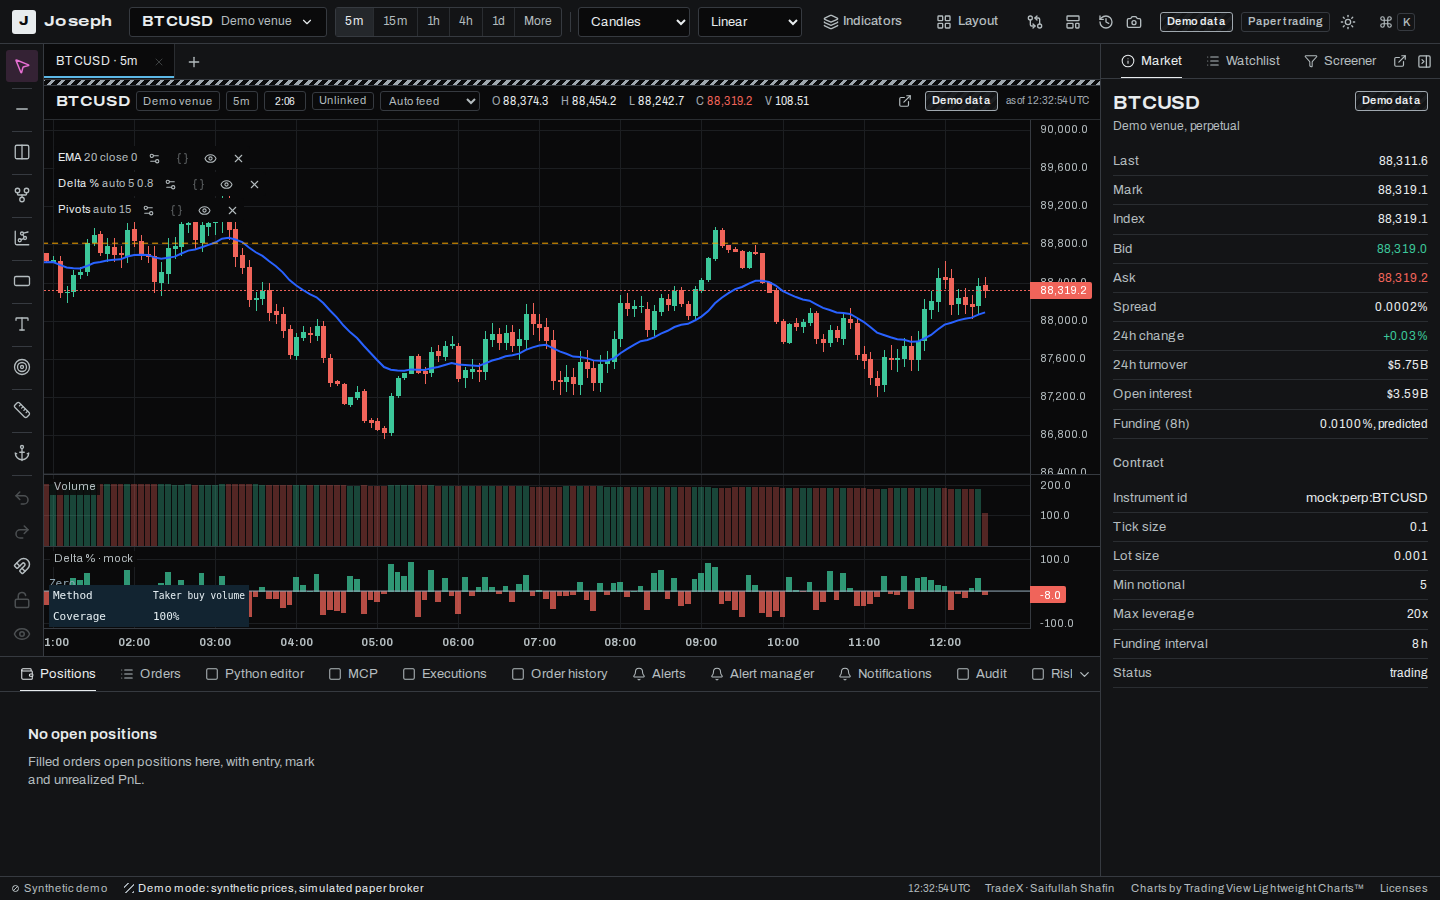 J Joseph BTCUSD Demo venue 5m 15m 1h 4h 1d More Candles Linear Indicators Layout Demo data Paper trading ⌘ K
BTCUSD · 5m
Market Watchlist Screener
BTCUSD Demo venue 5m 2:06 Unlinked Auto feed O 88,374.3 H 88,454.2 L 88,242.7 C 88,319.2 V 108.51 Demo data as of 12:32:54 UTC
EMA 20 close 0
Delta % auto 5 0.8
Pivots auto 15
90,000.0
89,600.0
89,200.0
88,800.0
88,319.2
88,000.0
87,600.0
87,200.0
86,800.0
86,400.0
Volume
200.0
100.0
Delta % · mock
100.0
Zero
-8.0
-100.0
Method Taker buy volume
Coverage 100%
1:00 02:00 03:00 04:00 05:00 06:00 07:00 08:00 09:00 10:00 11:00 12:00
BTCUSD Demo data
Demo venue, perpetual
Last 88,311.6
Mark 88,319.1
Index 88,319.1
Bid 88,319.0
Ask 88,319.2
Spread 0.0002%
24h change +0.03%
24h turnover $5.75B
Open interest $3.59B
Funding (8h) 0.0100%, predicted
Contract
Instrument id mock:perp:BTCUSD
Tick size 0.1
Lot size 0.001
Min notional 5
Max leverage 20x
Funding interval 8h
Status trading
Positions Orders Python editor MCP Executions Order history Alerts Alert manager Notifications Audit Risl
No open positions
Filled orders open positions here, with entry, mark
and unrealized PnL.
Synthetic demo Demo mode: synthetic prices, simulated paper broker 12:32:54 UTC TradeX · Saifullah Shafin Charts by TradingView Lightweight Charts™ Licenses